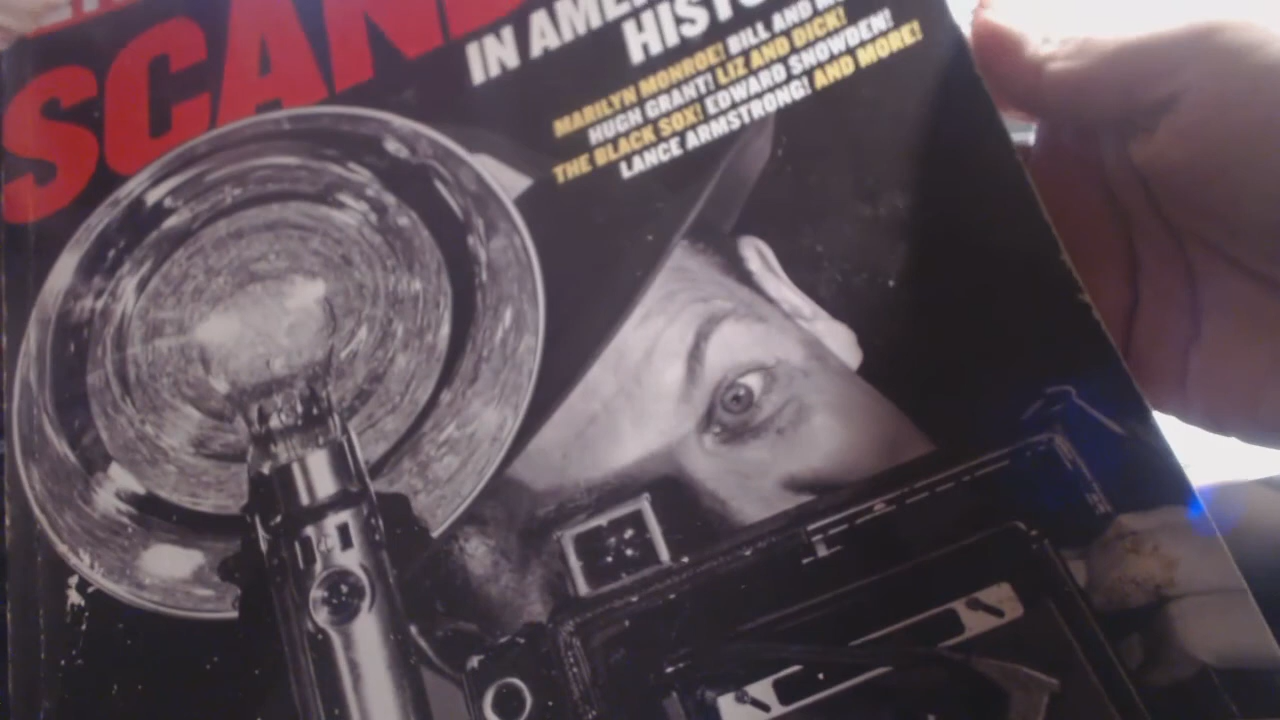 SCAN
IN AME
HIST
MARILYN MONROE! BILL AND M
HUGH GRANT! LIZ AND DICK!
THE BLACK SOX! EDWARD SNOWDEN!
LANCE ARMSTRONG! AND MORE!